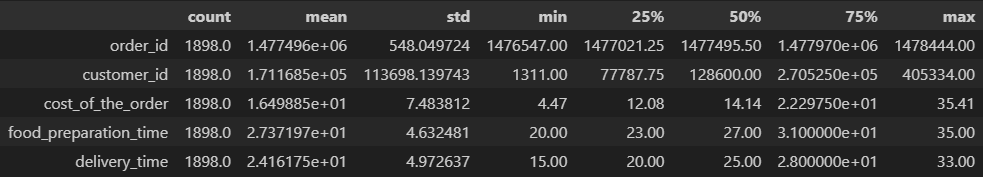 count mean std min 25% 50% 75% max
order_id 1898.0 1.477496e+06 548.049724 1476547.00 1477021.25 1477495.50 1.477970e+06 1478444.00
customer_id 1898.0 1.711685e+05 113698.139743 1311.00 77787.75 128600.00 2.705250e+05 405334.00
cost_of_the_order 1898.0 1.649885e+01 7.483812 4.47 12.08 14.14 2.229750e+01 35.41
food_preparation_time 1898.0 2.737197e+01 4.632481 20.00 23.00 27.00 3.100000e+01 35.00
delivery_time 1898.0 2.416175e+01 4.972637 15.00 20.00 25.00 2.800000e+01 33.00